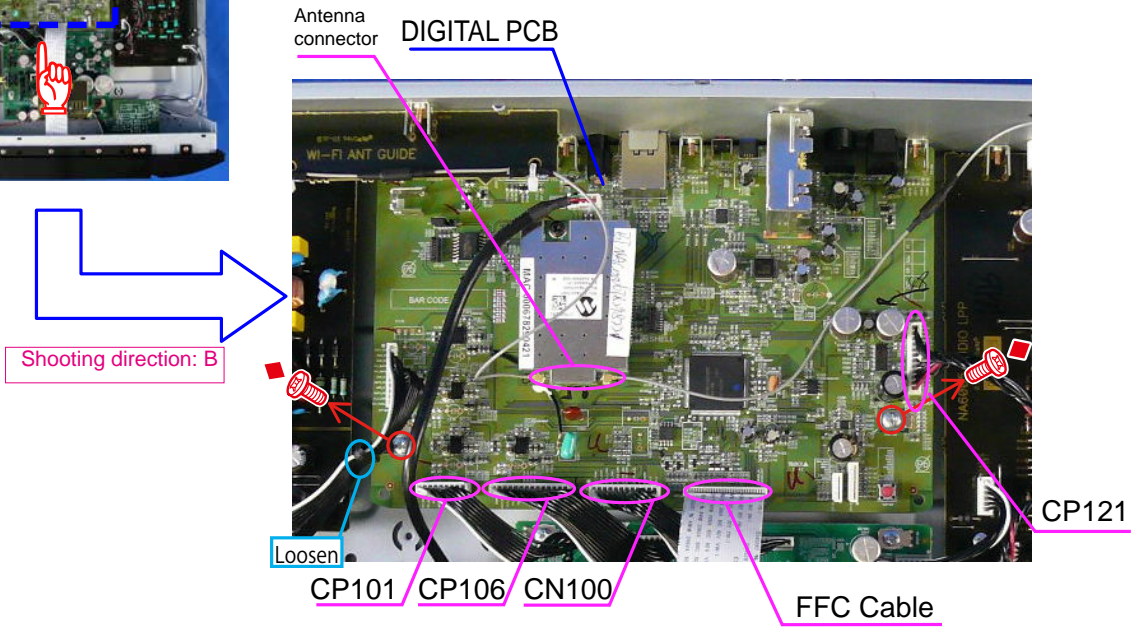 Antenna
connector
DIGITAL PCB
WI-FI ANT GUIDE
BAR CODE
Shooting direction: B
Loosen
CP101
CP106
CN100
FFC Cable
CP121